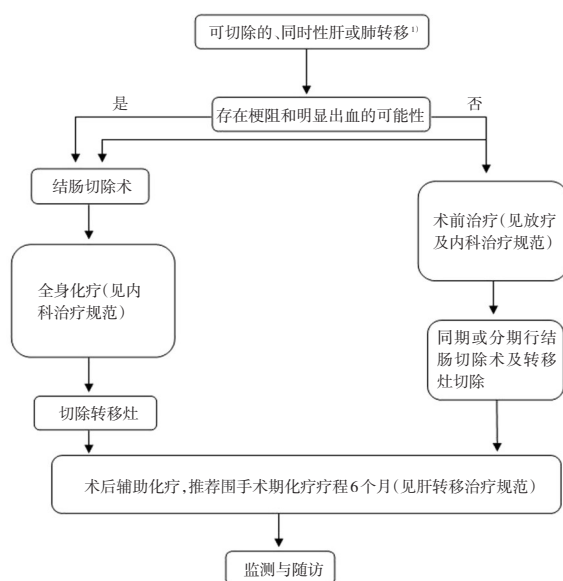 可切除的、同时性肝或肺转移1)
是
存在梗阻和明显出血的可能性
否
结肠切除术
术前治疗(见放疗
及内科治疗规范)
全身化疗(见内
科治疗规范)
同期或分期行结
肠切除术及转移
灶切除
切除转移灶
术后辅助化疗,推荐围手术期化疗疗程6个月(见肝转移治疗规范)
监测与随访